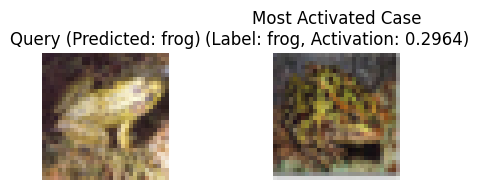 Most Activated Case
Query (Predicted: frog) (Label: frog, Activation: 0.2964)